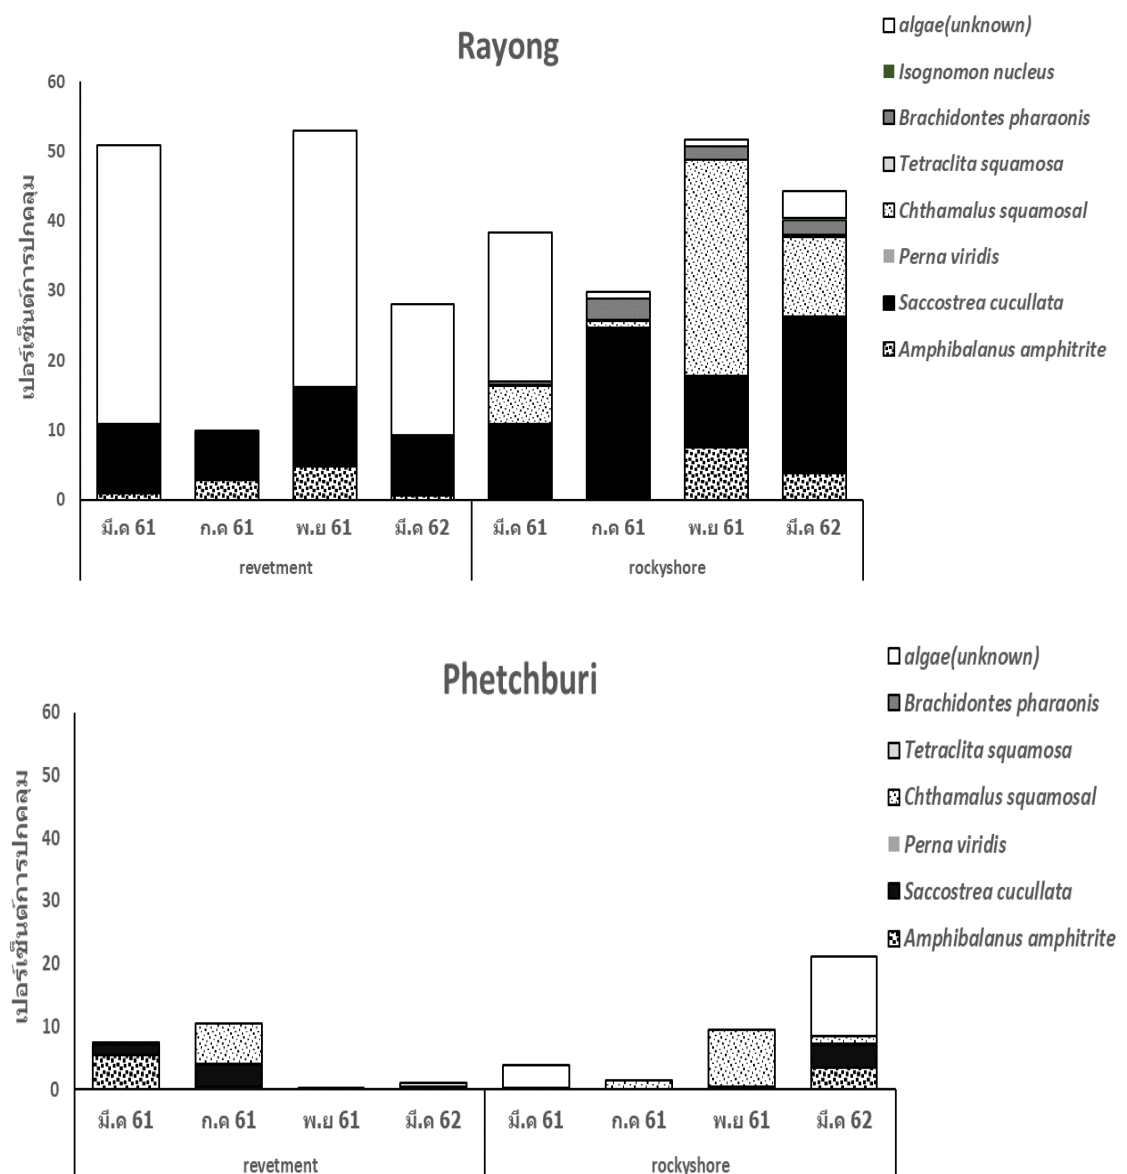 Rayong
algae(unknown)
Isognomon nucleus
Brachidontes pharaonis
Tetraclita squamosa
Chthamalus squamosal
Perna viridis
Saccostrea cucullata
Amphibalanus amphitrite
เปอร์เซ็นต์การปกคลุม
60
50
40
30
20
10
0
มี.ค 61 ก.ค 61 พ.ย 61 มี.ค 62 มี.ค 61 ก.ค 61 พ.ย 61 มี.ค 62
revetment rockyshore
Phetchburi
algae(unknown)
Brachidontes pharaonis
Tetraclita squamosa
Chthamalus squamosal
Perna viridis
Saccostrea cucullata
Amphibalanus amphitrite
เปอร์เซ็นต์การปกคลุม
60
50
40
30
20
10
0
มี.ค 61 ก.ค 61 พ.ย 61 มี.ค 62 มี.ค 61 ก.ค 61 พ.ย 61 มี.ค 62
revetment rockyshore